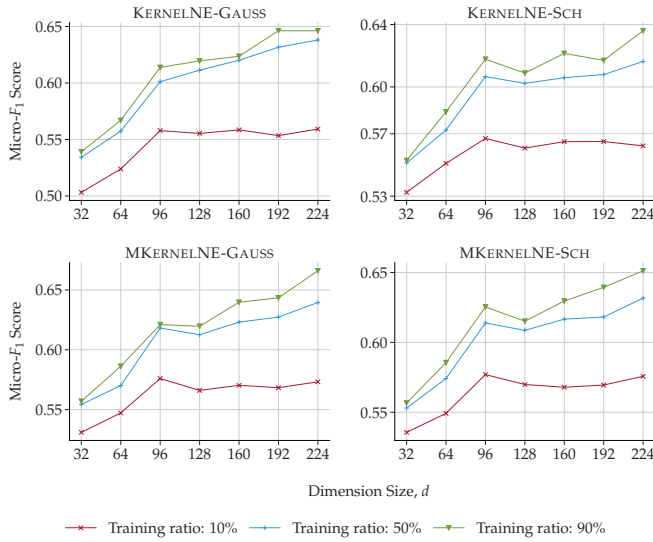 KERNELNE-GAUSS
Micro-F1 Score
0.65
0.60
0.55
0.50
32 64 96 128 160 192 224
KERNELNE-SCH
0.64
0.60
0.57
0.53
32 64 96 128 160 192 224
MKERNELNE-GAUSS
Micro-F1 Score
0.65
0.60
0.55
32 64 96 128 160 192 224
MKERNELNE-SCH
0.65
0.60
0.55
32 64 96 128 160 192 224
Dimension Size, d
Training ratio: 10% Training ratio: 50% Training ratio: 90%